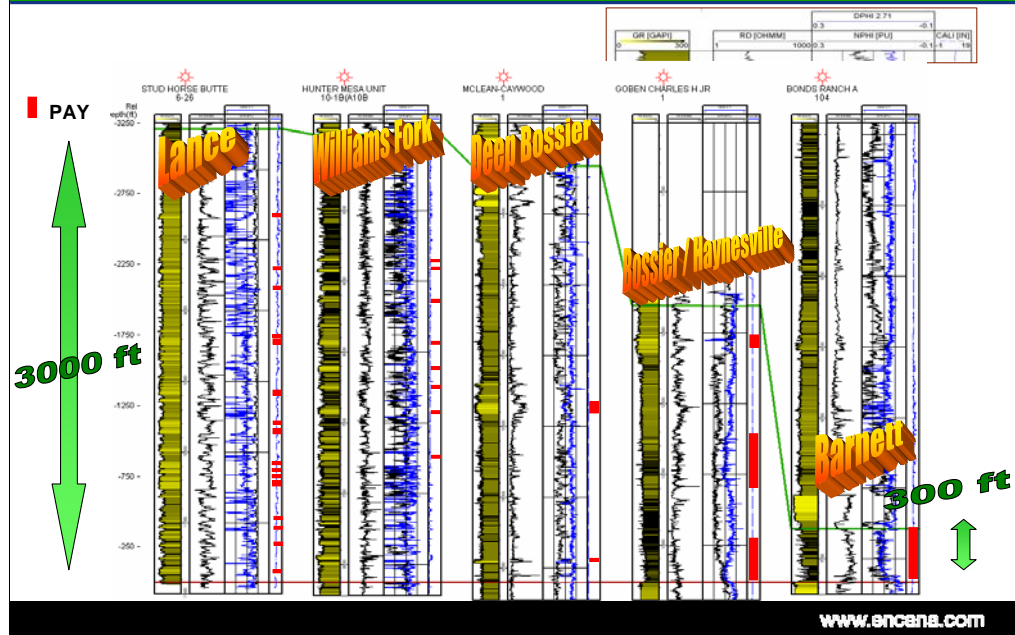 DPHI 2.71
0.3 -0.1
GR [GAPI] RD [OHMM] NPHI [PU] CALI [IN]
0 300 1 1000 0.3 -0.1 -1 19
STUD HORSE BUTTE
6-26
HUNTER MESA UNIT
10-1B(A10B
MCLEAN-CAYWOOD
1
GOBEN CHARLES H JR
1
BONDS RANCH A
104
PAY
Rel
epth(ft)
-3250
-2750
-2250
-1750
-1250
-750
-250
Lance
Williams Fork
Deep Bossier
Bossier / Haynesville
Barnett
3000 ft
300 ft
www.encana.com